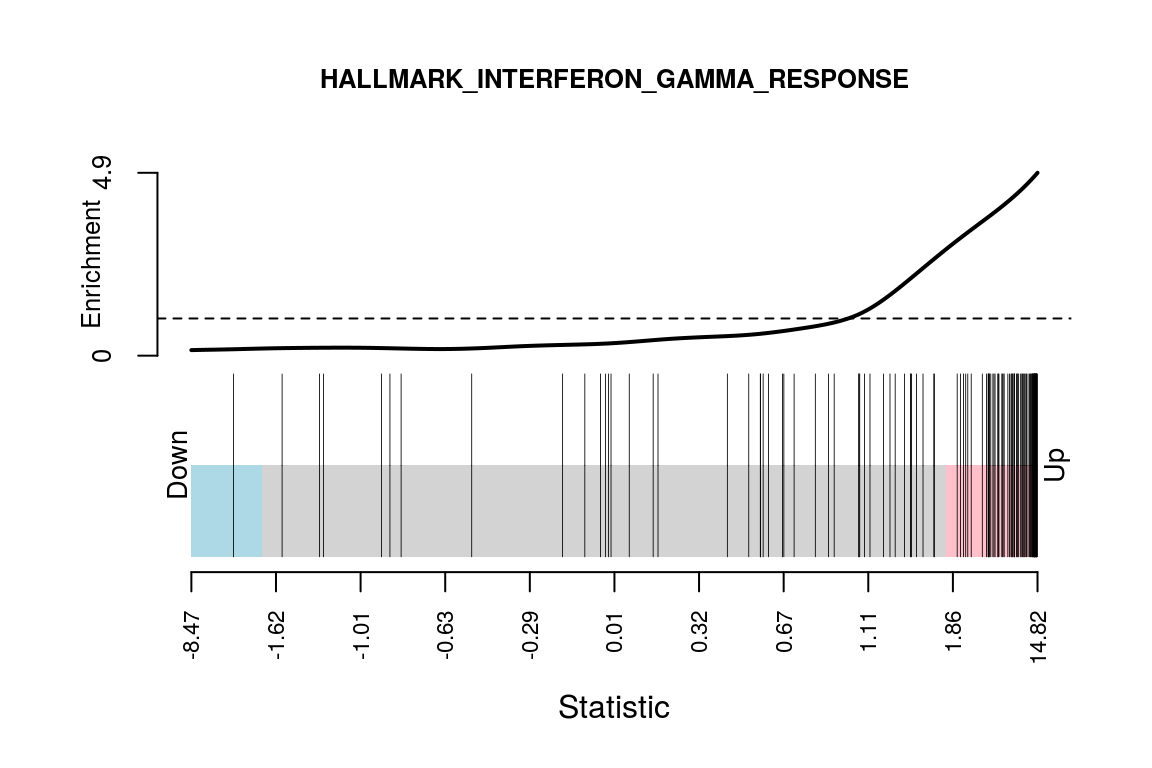 HALLMARK_INTERFERON_GAMMA_RESPONSE
Enrichment
4.9
0
Down
Up
-8.47
-1.62
-1.01
-0.63
-0.29
0.01
0.32
0.67
1.11
1.86
14.82
Statistic